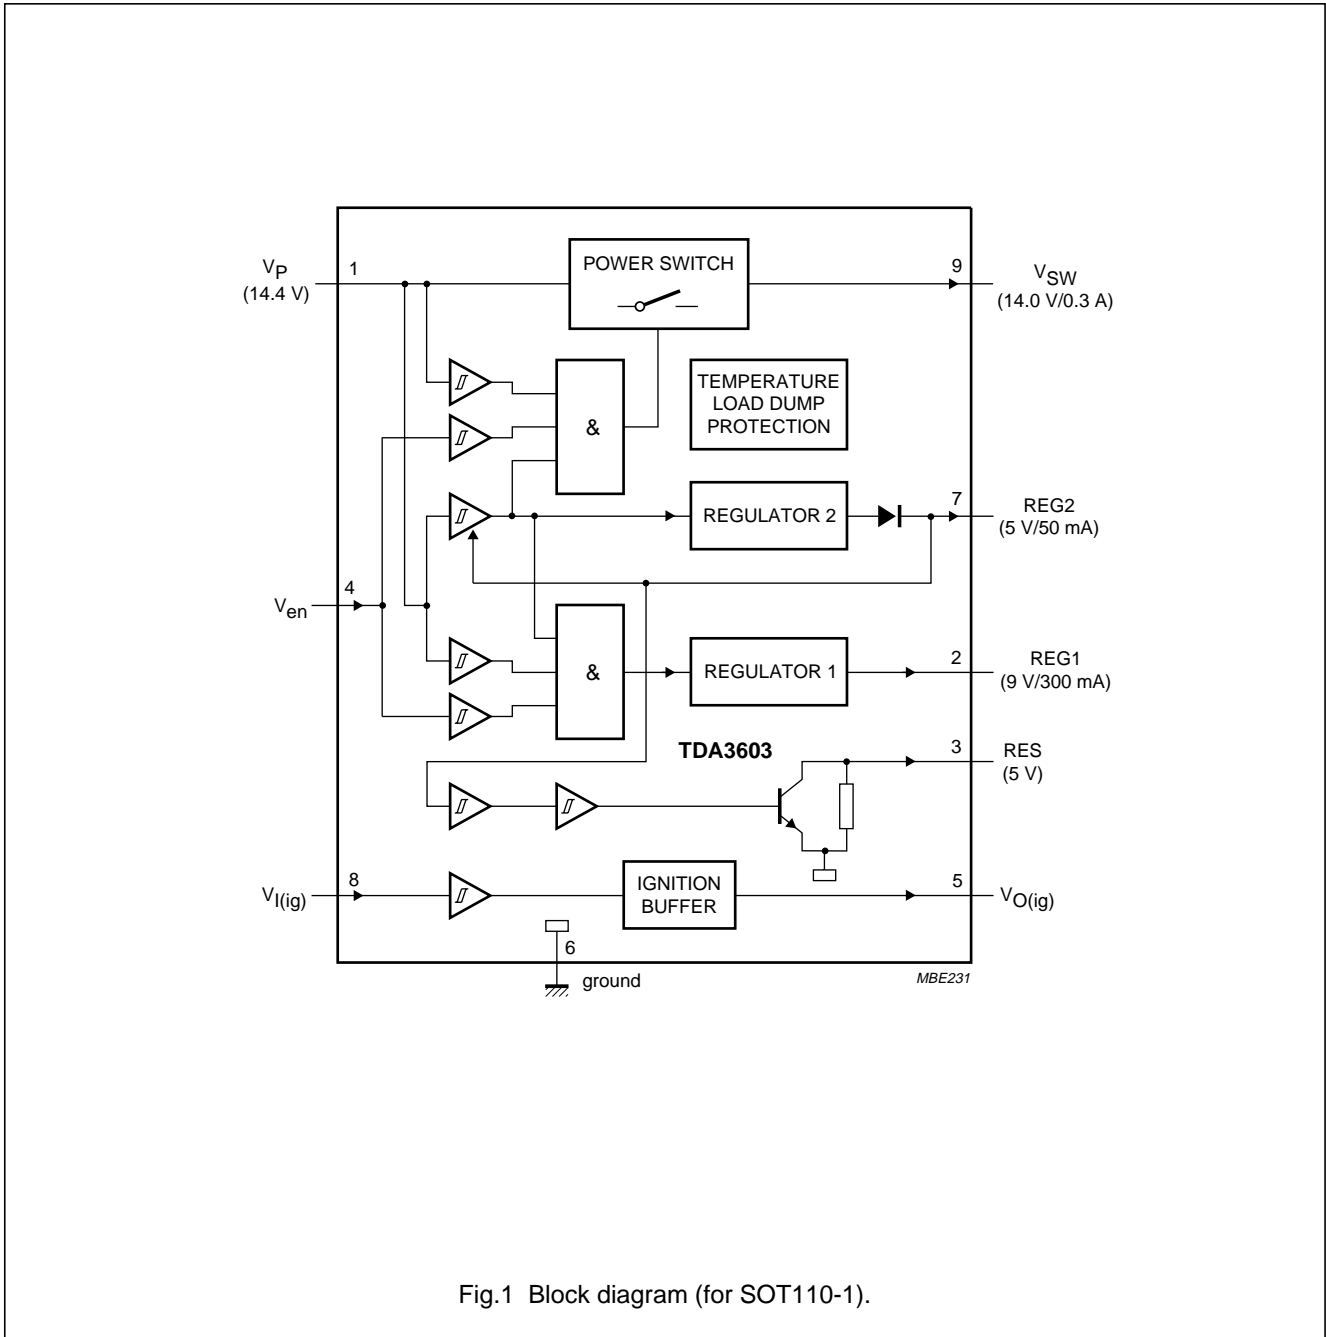 POWER SWITCH
V_P
(14.4 V)
1
9
V_SW
(14.0 V/0.3 A)
&
TEMPERATURE
LOAD DUMP
PROTECTION
REGULATOR 2
7
REG2
(5 V/50 mA)
4
V_en
&
REGULATOR 1
2
REG1
(9 V/300 mA)
TDA3603
3
RES
(5 V)
V_I(ig)
8
IGNITION
BUFFER
5
V_O(ig)
6
ground
MBE231
Fig.1 Block diagram (for SOT110-1).